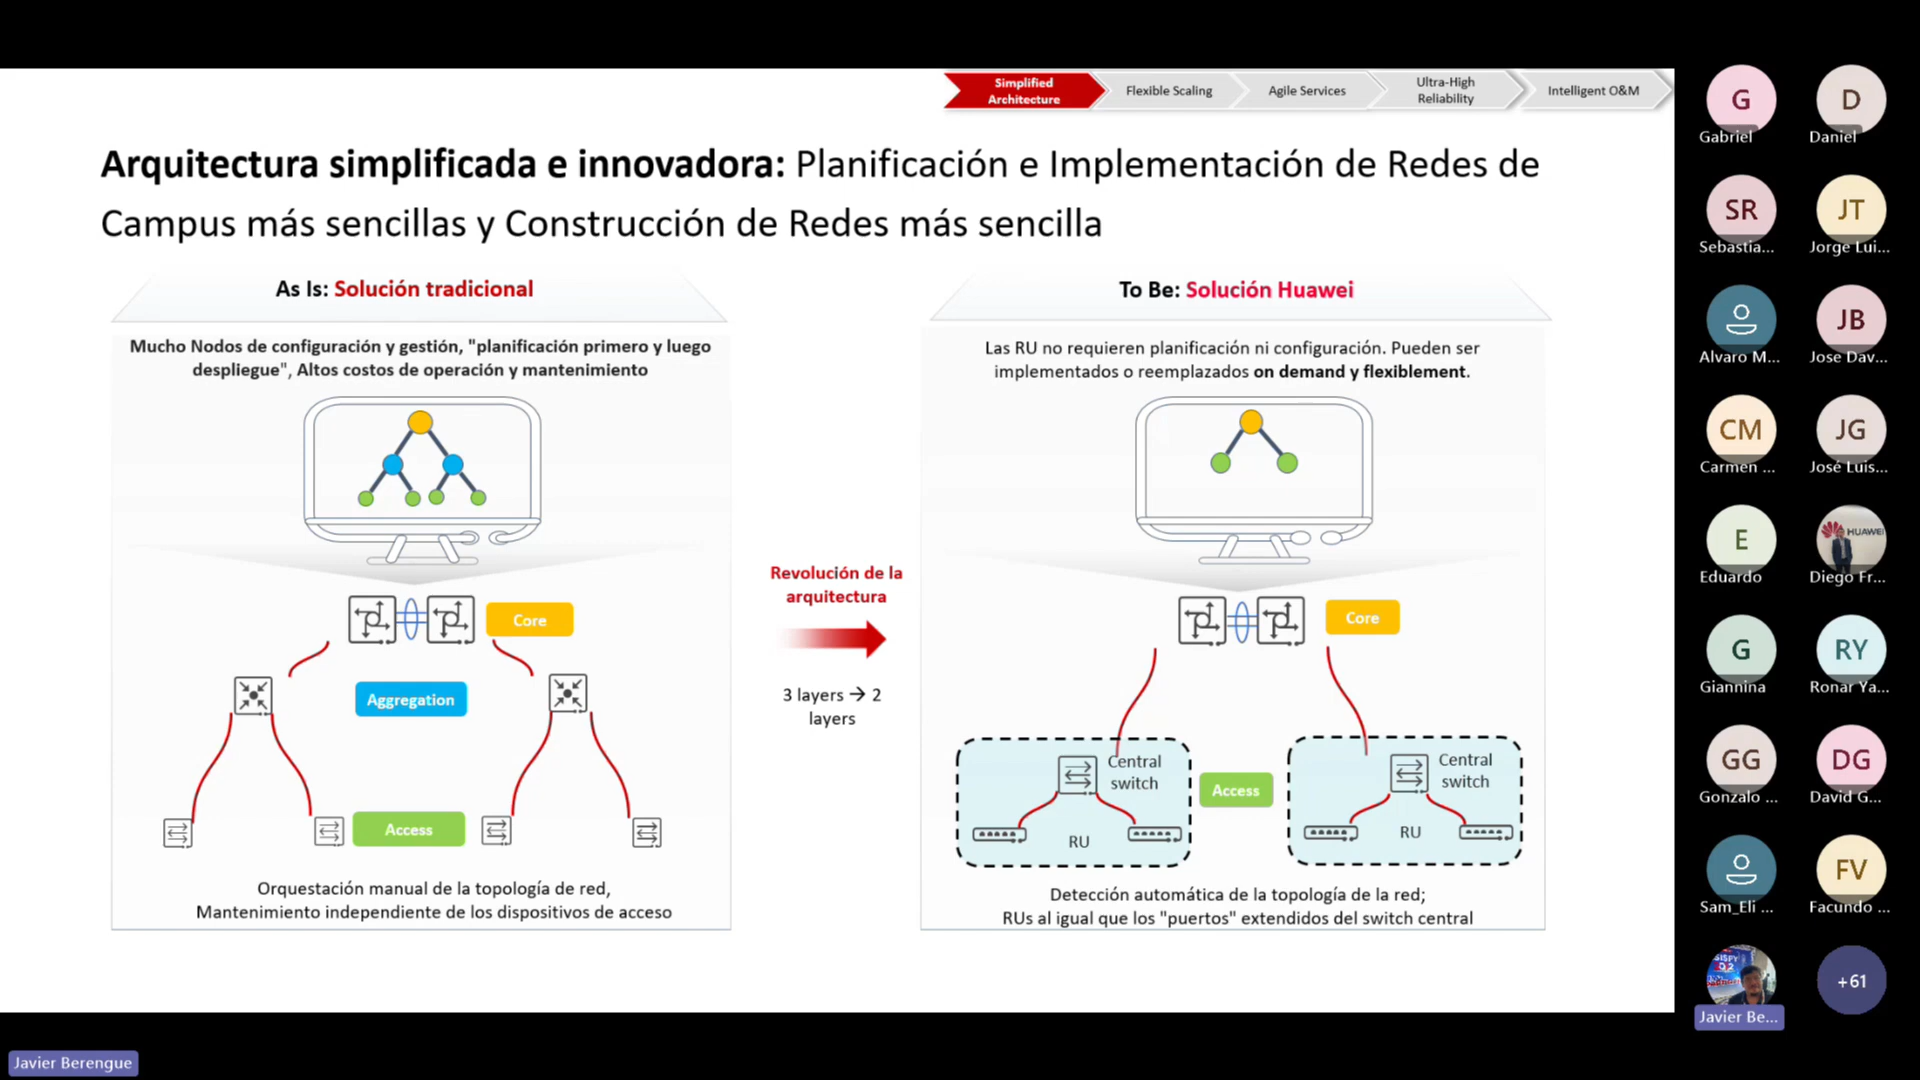 Simplified
Architecture
Flexible Scaling
Agile Services
Ultra-High
Reliability
Intelligent O&M
Arquitectura simplificada e innovadora: Planificación e Implementación de Redes de
Campus más sencillas y Construcción de Redes más sencilla
As Is: Solución tradicional
Mucho Nodos de configuración y gestión, "planificación primero y luego
despliegue", Altos costos de operación y mantenimiento
Core
Aggregation
Access
Orquestación manual de la topología de red,
Mantenimiento independiente de los dispositivos de acceso
Revolución de la
arquitectura
3 layers → 2
layers
To Be: Solución Huawei
Las RU no requieren planificación ni configuración. Pueden ser
implementados o reemplazados on demand y flexiblement.
Core
Central
switch
RU
Access
Central
switch
RU
Detección automática de la topología de la red;
RUs al igual que los "puertos" extendidos del switch central
G
Gabriel
D
Daniel
SR
Sebastia...
JT
Jorge Lui...
Alvaro M...
JB
Jose Dav...
CM
Carmen ...
JG
José Luis...
E
Eduardo
HUAWEI
Diego Fr...
G
Giannina
RY
Ronar Ya...
GG
Gonzalo ...
DG
David G...
Sam_Eli ...
FV
Facundo ...
Javier Be...
+61
Javier Berengue